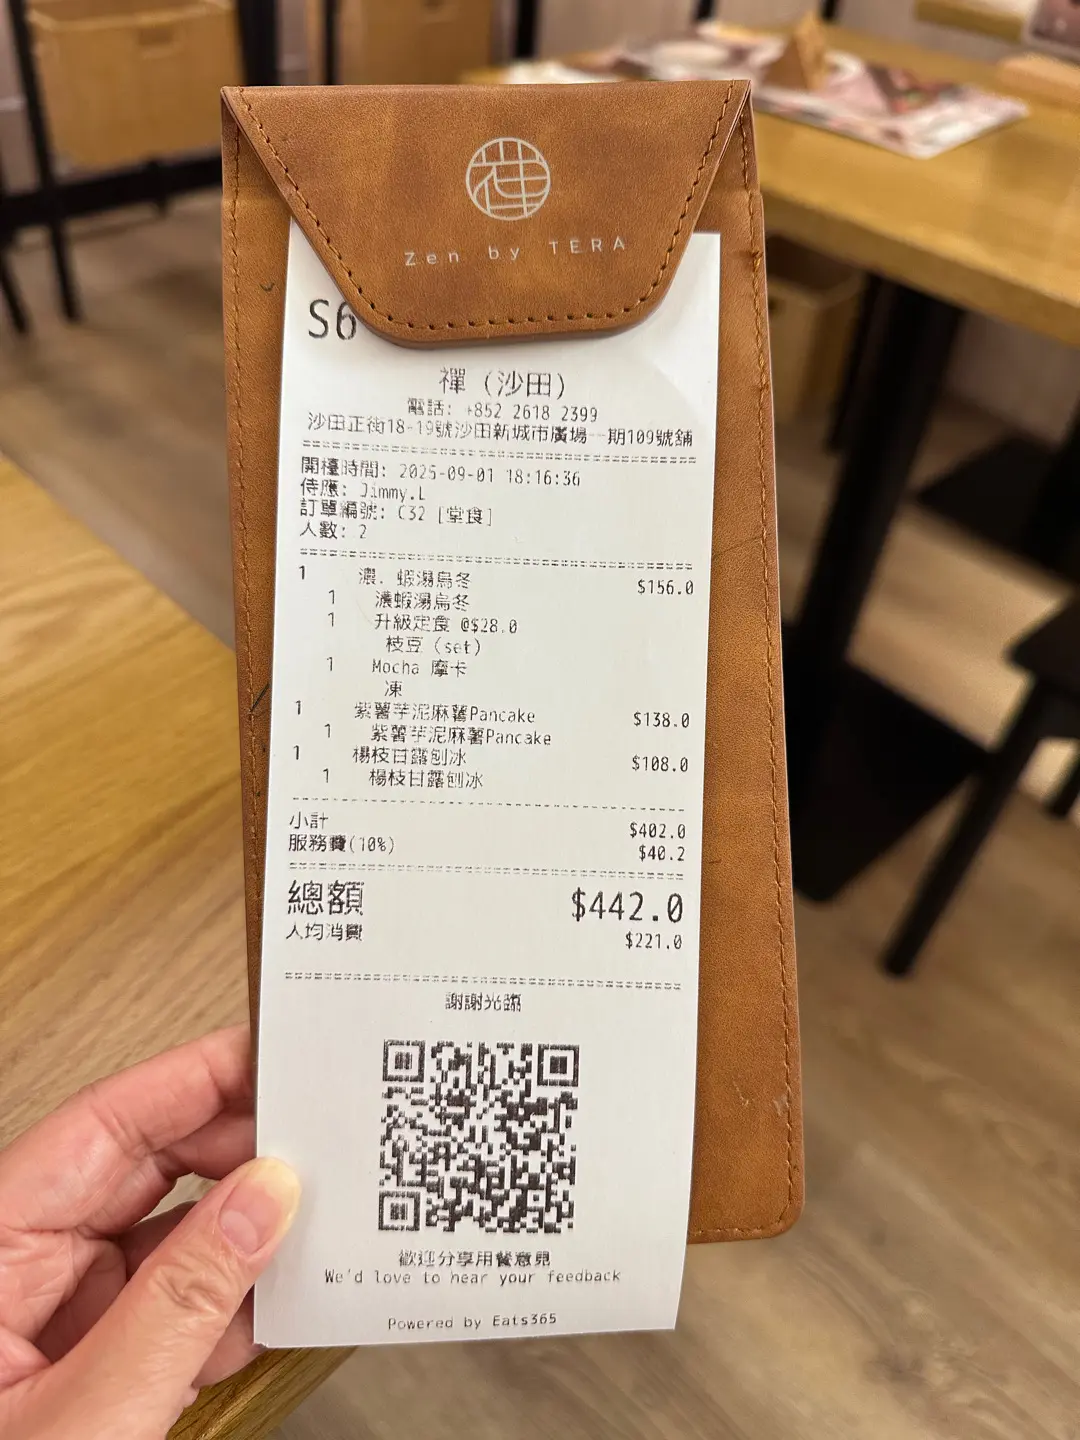 禪
Zen by TERA
S6
禪 (沙田)
電話: +852 2618 2399
沙田正街18-19號沙田新城市廣場一期109號舖
開檯時間: 2025-09-01 18:16:36
侍應: Jimmy.L
訂單編號: C32 [堂食]
人數: 2
1 濃. 蝦湯烏冬 $156.0
1 濃蝦湯烏冬
1 升級定食 @$28.0
枝豆 (set)
1 Mocha 摩卡
凍
1 紫薯芋泥麻薯Pancake $138.0
1 紫薯芋泥麻薯Pancake
1 楊枝甘露刨冰 $108.0
1 楊枝甘露刨冰
小計 $402.0
服務費(10%) $40.2
總額 $442.0
人均消費 $221.0
謝謝光臨
歡迎分享用餐意見
We'd love to hear your feedback
Powered by Eats365